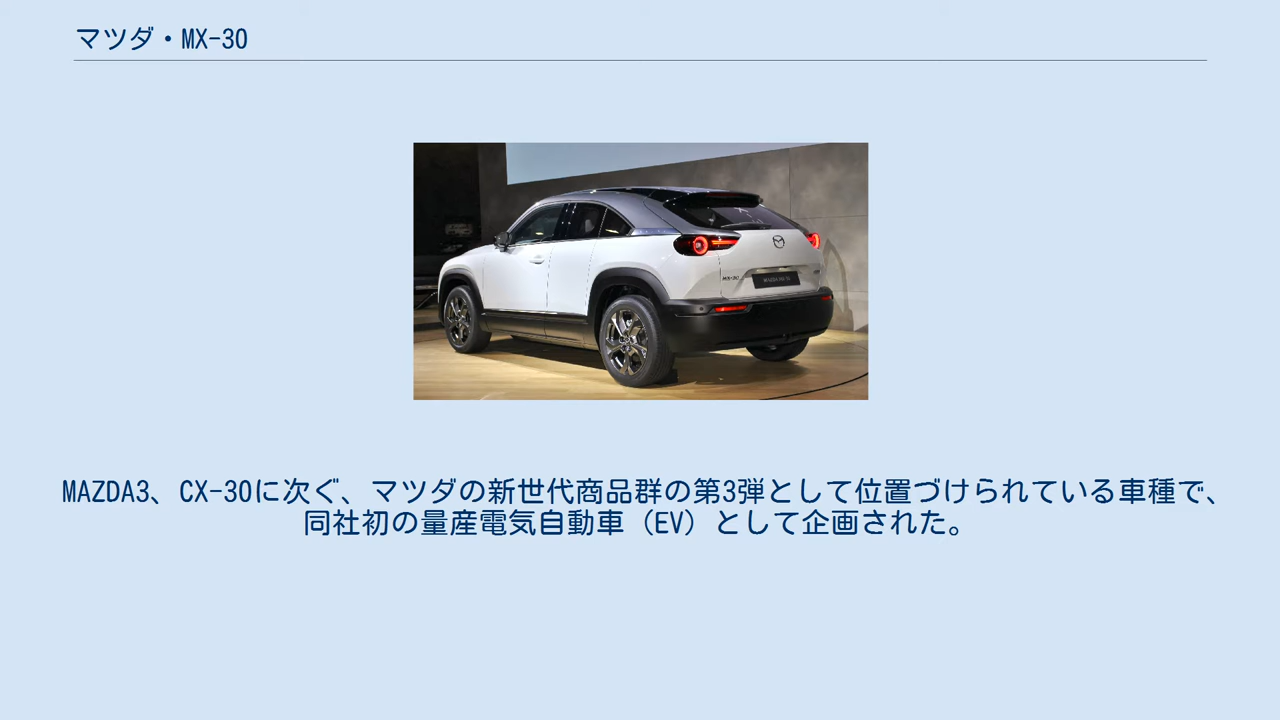 マツダ・MX-30
MX-30
MAZDA3、CX-30に次ぐ、マツダの新世代商品群の第3弾として位置づけられている車種で、
同社初の量産電気自動車（EV）として企画された。